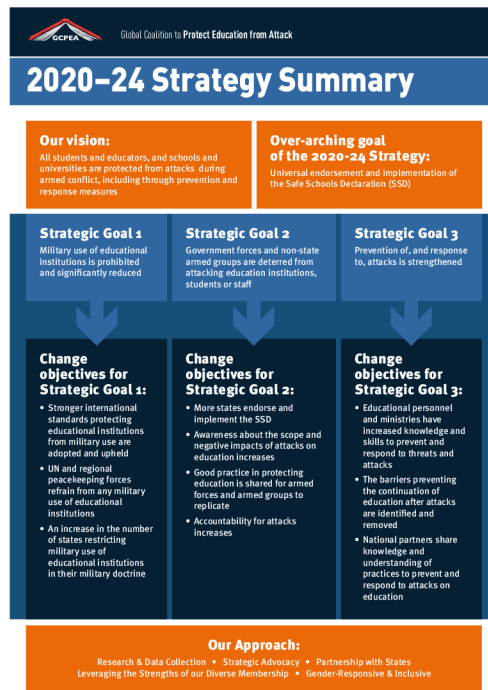 GCPEA
Global Coalition to Protect Education from Attack
2020–24 Strategy Summary
Our vision:
All students and educators, and schools and
universities are protected from attacks during
armed conflict, including through prevention and
response measures
Over-arching goal
of the 2020-24 Strategy:
Universal endorsement and implementation of
the Safe Schools Declaration (SSD)
Strategic Goal 1
Military use of educational
institutions is prohibited
and significantly reduced
Strategic Goal 2
Government forces and non-state
armed groups are deterred from
attacking education institutions,
students or staff
Strategic Goal 3
Prevention of, and response
to, attacks is strengthened
Change
objectives for
Strategic Goal 1:
• Stronger international
standards protecting
educational institutions
from military use are
adopted and upheld
• UN and regional
peacekeeping forces
refrain from any military
use of educational
institutions
• An increase in the number
of states restricting
military use of
educational institutions
in their military doctrine
Change
objectives for
Strategic Goal 2:
• More states endorse and
implement the SSD
• Awareness about the scope and
negative impacts of attacks on
education increases
• Good practice in protecting
education is shared for armed
forces and armed groups to
replicate
• Accountability for attacks
increases
Change
objectives for
Strategic Goal 3:
• Educational personnel
and ministries have
increased knowledge and
skills to prevent and
respond to threats and
attacks
• The barriers preventing
the continuation of
education after attacks
are identified and
removed
• National partners share
knowledge and
understanding of
practices to prevent and
respond to attacks on
education
Our Approach:
Research & Data Collection • Strategic Advocacy • Partnership with States
Leveraging the Strengths of our Diverse Membership • Gender-Responsive & Inclusive